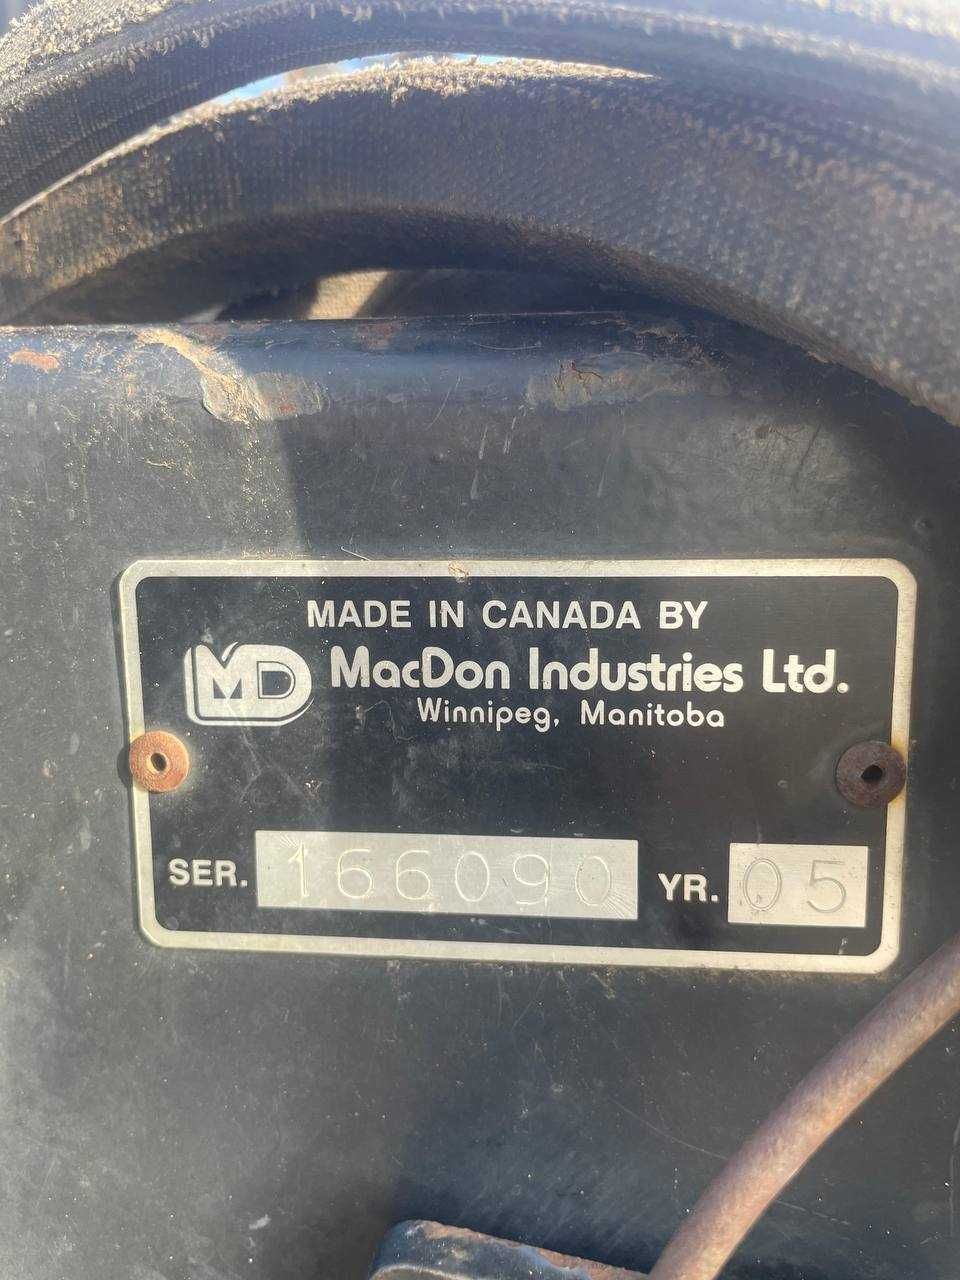 MADE IN CANADA BY
MD MacDon Industries Ltd.
Winnipeg, Manitoba
SER. 166090 YR. 05